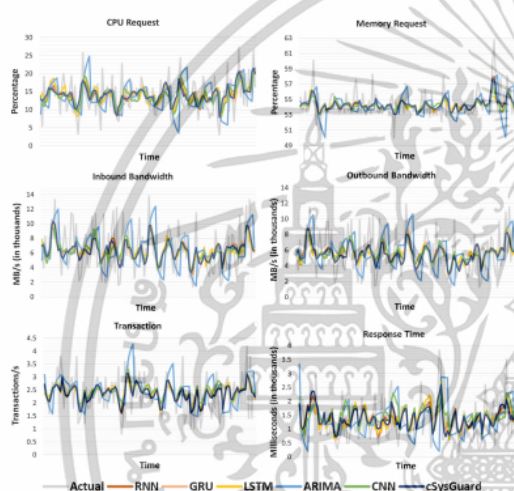 CPU Request
Percentage
30
25
20
15
10
5
0
Time
Memory Request
Percentage
63
61
59
57
55
53
51
49
Time
Inbound Bandwidth
MB/s (in thousands)
14
12
10
8
6
4
2
0
Time
Outbound Bandwidth
MB/s (in thousands)
14
12
10
8
6
4
2
0
Time
Transaction
Transactions/s
4.5
4
3.5
3
2.5
2
1.5
1
0.5
0
Time
Response Time
Milliseconds (in thousands)
4
3.5
3
2.5
2
1.5
1
0.5
0
Time
Actual RNN GRU LSTM ARIMA CNN cSysGuard